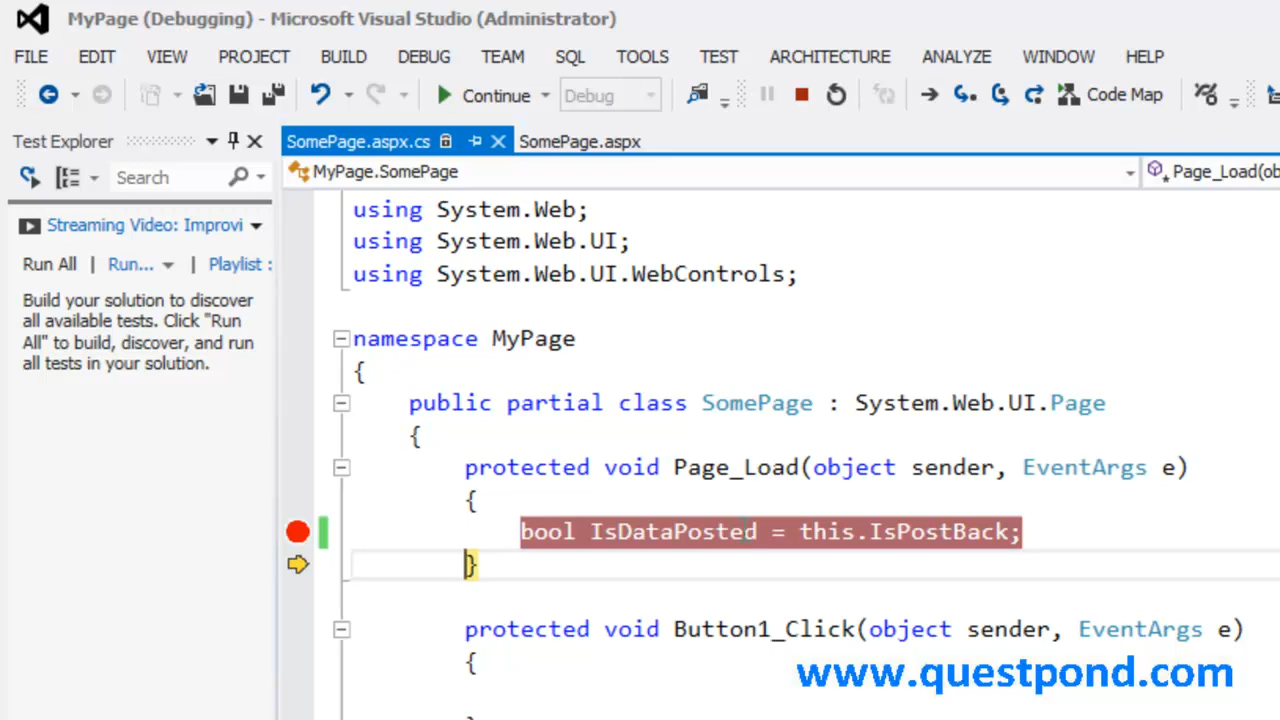 MyPage (Debugging) - Microsoft Visual Studio (Administrator)
FILE EDIT VIEW PROJECT BUILD DEBUG TEAM SQL TOOLS TEST ARCHITECTURE ANALYZE WINDOW HELP
Continue Debug Code Map
Test Explorer SomePage.aspx.cs SomePage.aspx
Search MyPage.SomePage Page_Load(ob
Streaming Video: Improvi
Run All | Run... | Playlist :
Build your solution to discover
all available tests. Click "Run
All" to build, discover, and run
all tests in your solution.
using System.Web;
using System.Web.UI;
using System.Web.UI.WebControls;
namespace MyPage
{
public partial class SomePage : System.Web.UI.Page
{
protected void Page_Load(object sender, EventArgs e)
{
bool IsDataPosted = this.IsPostBack;
}
protected void Button1_Click(object sender, EventArgs e)
{
www.questpond.com